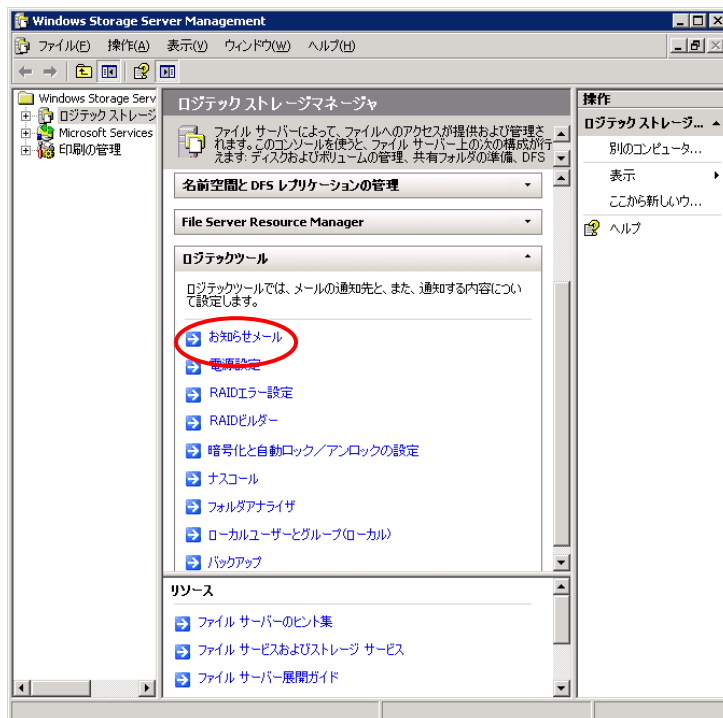 Windows Storage Server Management
ファイル(F) 操作(A) 表示(V) ウィンドウ(W) ヘルプ(H)
Windows Storage Serv
ロジテック ストレージ
Microsoft Services
印刷の管理
ロジテック ストレージマネージャ
ファイル サーバーによって、ファイルへのアクセスが提供および管理さ
れます。このコンソールを使うと、ファイル サーバー上の次の構成が行
えます: ディスクおよびボリュームの管理、共有フォルダの準備、DFS
名前空間と DFS レプリケーションの管理
File Server Resource Manager
ロジテックツール
ロジテックツールでは、メールの通知先と、また、通知する内容につい
て設定します。
お知らせメール
電源設定
RAIDエラー設定
RAIDビルダー
暗号化と自動ロック／アンロックの設定
ナスコール
フォルダアナライザ
ローカルユーザーとグループ(ローカル)
バックアップ
リソース
ファイル サーバーのヒント集
ファイル サービスおよびストレージ サービス
ファイル サーバー展開ガイド
操作
ロジテック ストレージ...
別のコンピュータ...
表示
ここから新しいウ...
ヘルプ